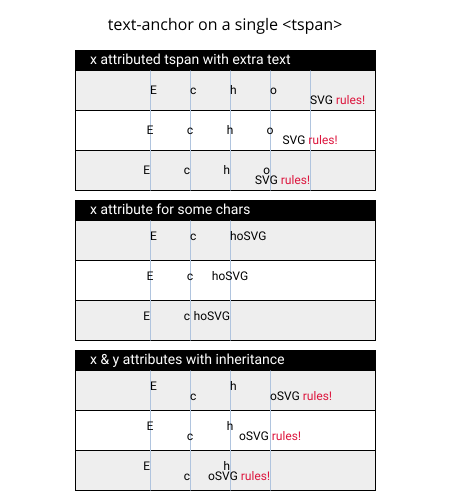 text-anchor on a single <tspan>
x attributed tspan with extra text
E c h o
SVG rules!
E c h o
SVG rules!
E c h o
SVG rules!
x attribute for some chars
E c hoSVG
E c hoSVG
E c hoSVG
x & y attributes with inheritance
E h
c oSVG rules!
E h
c oSVG rules!
E h
c oSVG rules!